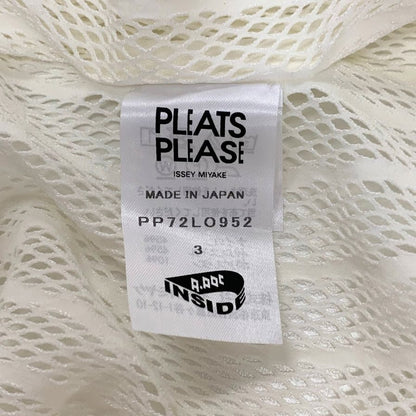 PLEATS
PLEASE
ISSEY MIYAKE
MADE IN JAPAN
PP72LO952
3
A-POC
INSIDE